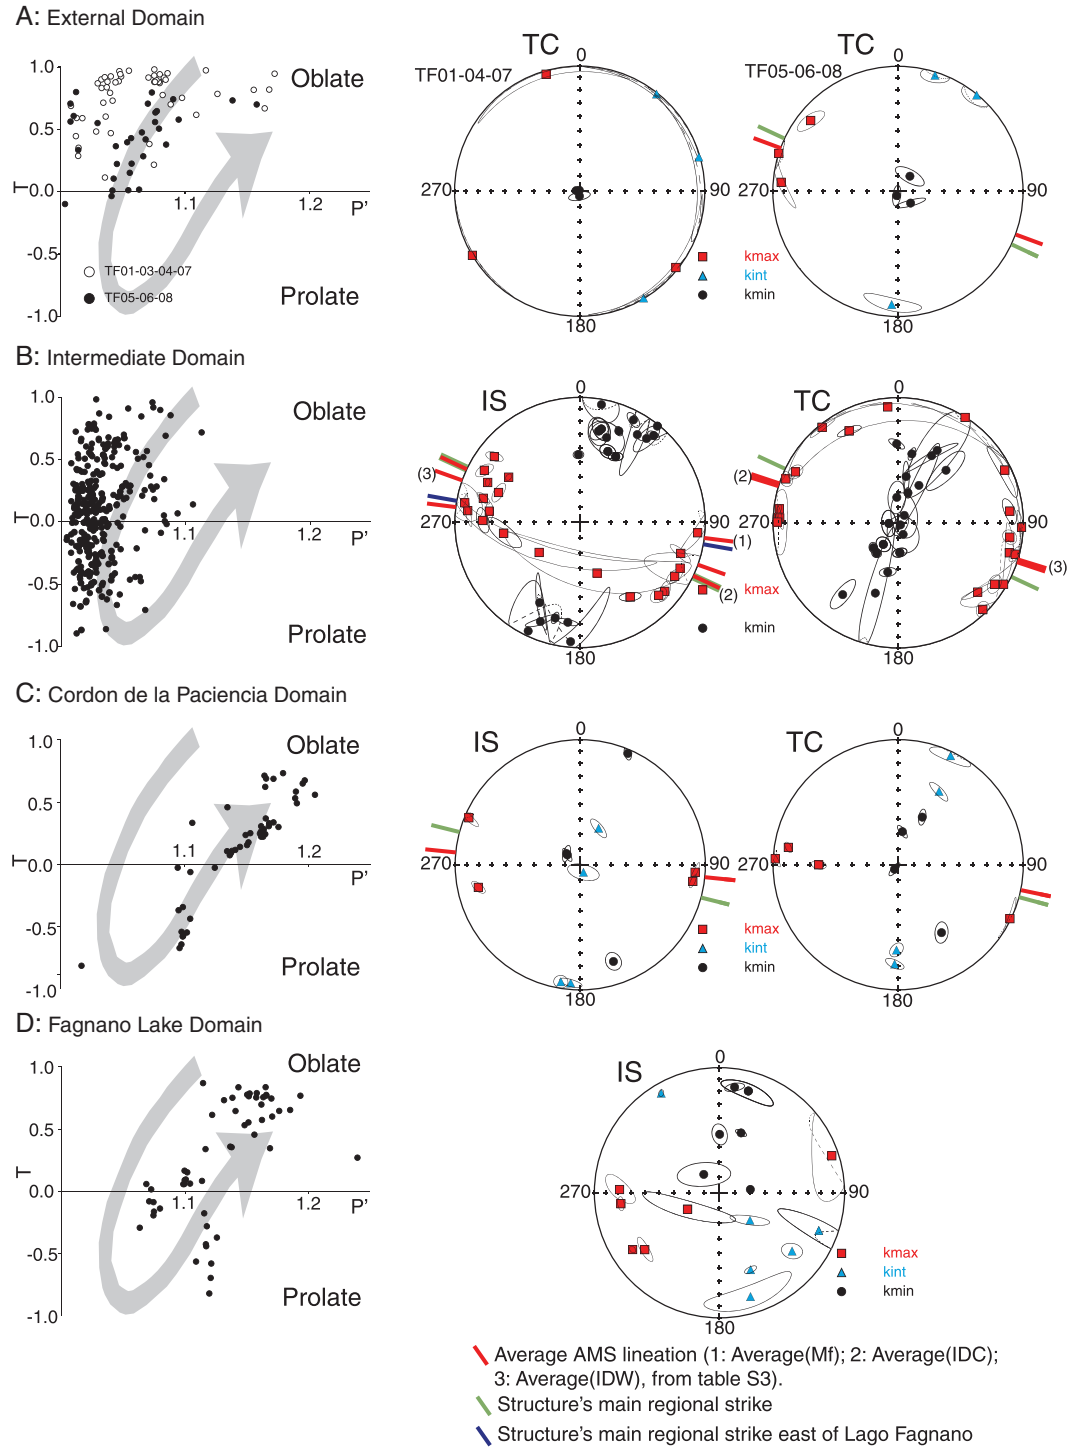 A: External Domain
1.0
0.5
0.0
-0.5
-1.0
T
1.1
1.2
P'
Oblate
Prolate
TF01-03-04-07
TF05-06-08
TC
TF01-04-07
0
90
180
270
kmax
kint
kmin
TC
TF05-06-08
0
90
180
270
B: Intermediate Domain
1.0
0.5
0.0
-0.5
-1.0
T
1.1
1.2
P'
Oblate
Prolate
IS
0
90
180
270
(3)
(1)
(2)
kmax
kmin
TC
0
90
180
270
(2)
(3)
C: Cordon de la Paciencia Domain
1.0
0.5
0.0
-0.5
-1.0
T
1.1
1.2
P'
Oblate
Prolate
IS
0
90
180
270
kmax
kint
kmin
TC
0
180
270
D: Fagnano Lake Domain
1.0
0.5
0.0
-0.5
-1.0
T
1.1
1.2
P'
Oblate
Prolate
IS
0
90
180
270
kmax
kint
kmin
Average AMS lineation (1: Average(Mf); 2: Average(IDC);
3: Average(IDW), from table S3).
Structure's main regional strike
Structure's main regional strike east of Lago Fagnano